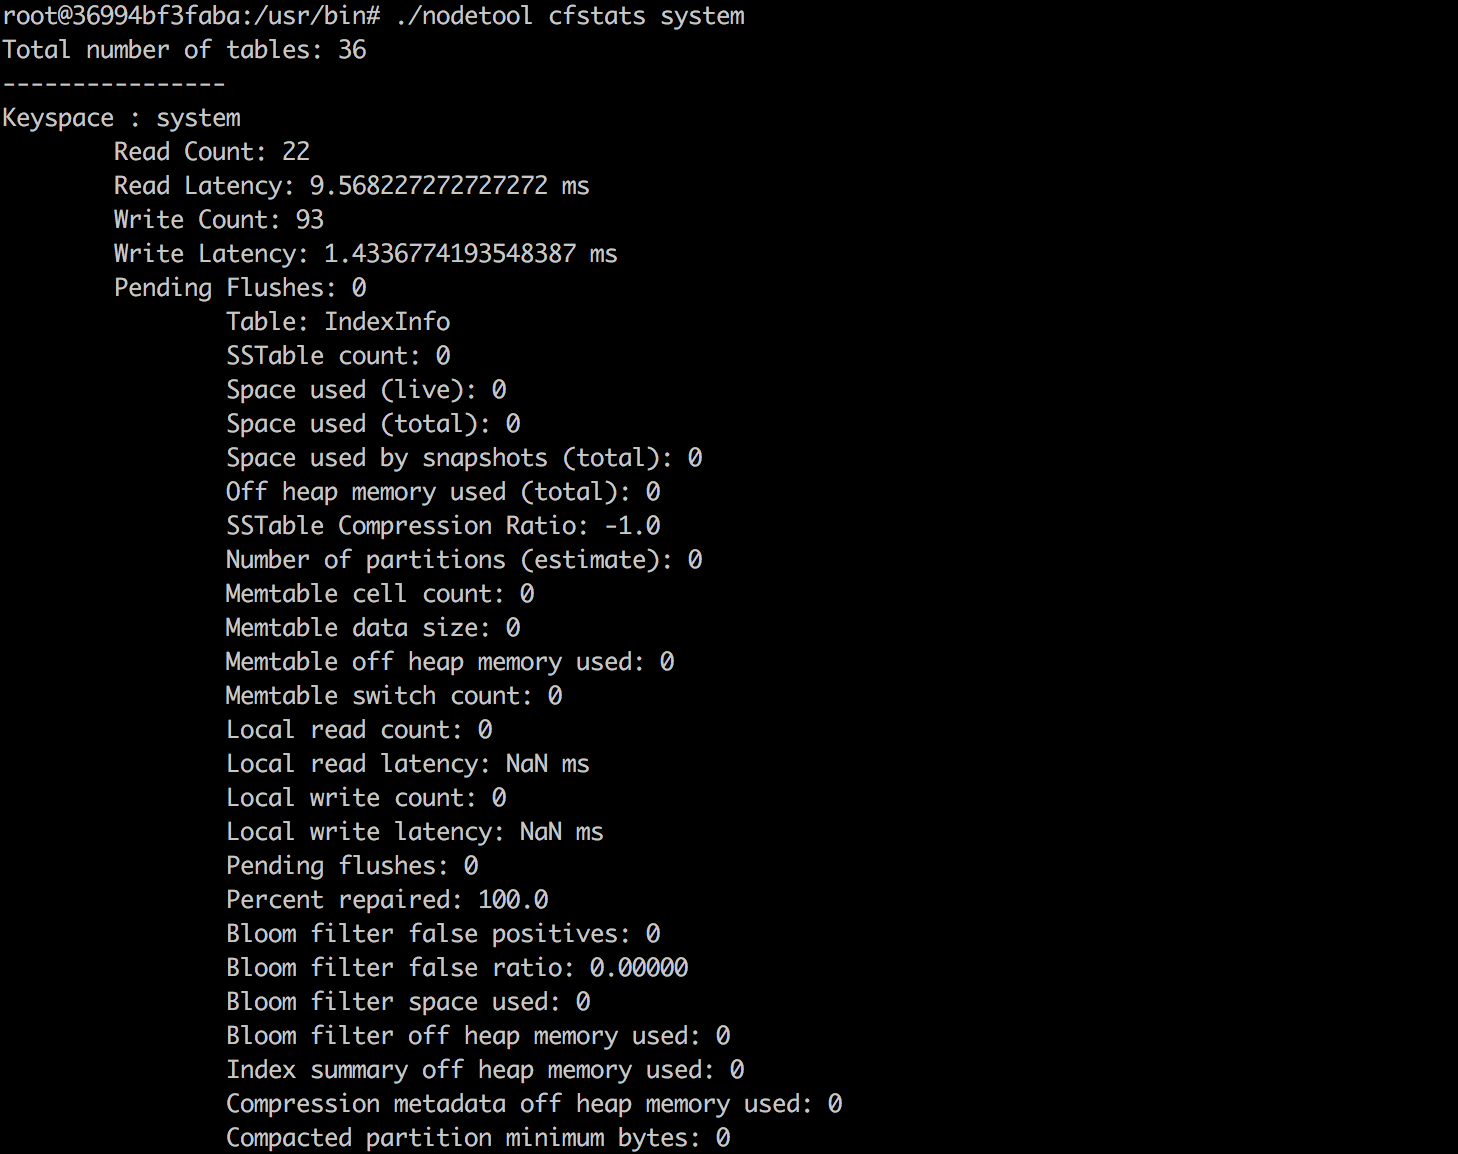 root@36994bf3faba:/usr/bin# ./nodetool cfstats system
Total number of tables: 36
----------------
Keyspace : system
Read Count: 22
Read Latency: 9.568227272727272 ms
Write Count: 93
Write Latency: 1.4336774193548387 ms
Pending Flushes: 0
Table: IndexInfo
SSTable count: 0
Space used (live): 0
Space used (total): 0
Space used by snapshots (total): 0
Off heap memory used (total): 0
SSTable Compression Ratio: -1.0
Number of partitions (estimate): 0
Memtable cell count: 0
Memtable data size: 0
Memtable off heap memory used: 0
Memtable switch count: 0
Local read count: 0
Local read latency: NaN ms
Local write count: 0
Local write latency: NaN ms
Pending flushes: 0
Percent repaired: 100.0
Bloom filter false positives: 0
Bloom filter false ratio: 0.00000
Bloom filter space used: 0
Bloom filter off heap memory used: 0
Index summary off heap memory used: 0
Compression metadata off heap memory used: 0
Compacted partition minimum bytes: 0